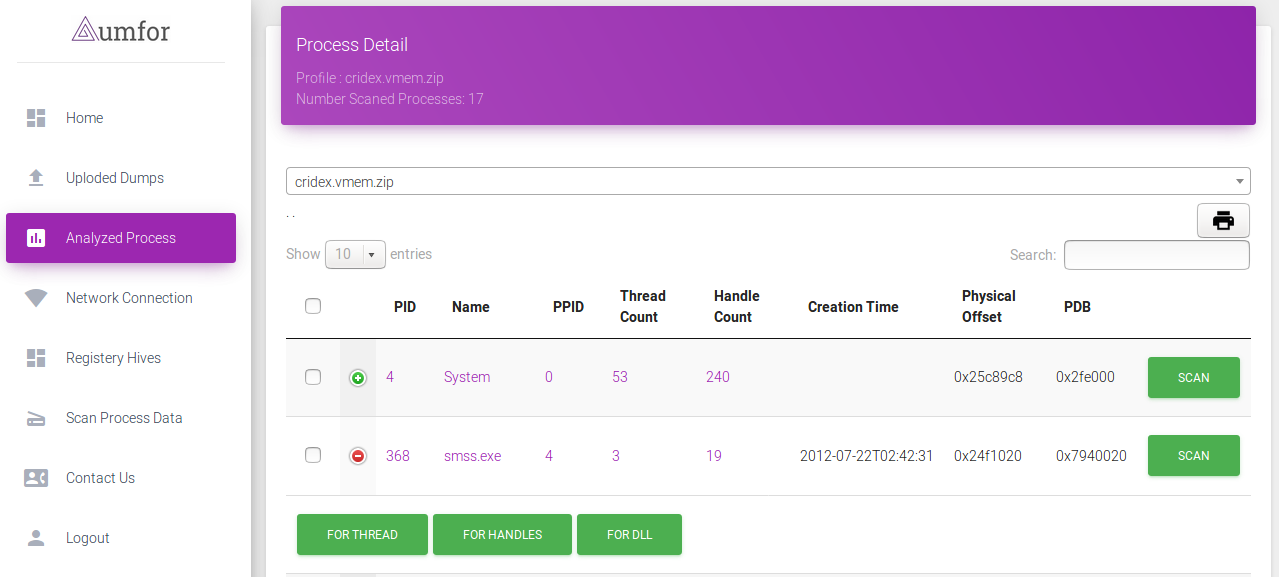 Aumfor
Home
Uploded Dumps
Analyzed Process
Network Connection
Registery Hives
Scan Process Data
Contact Us
Logout
Process Detail
Profile : cridex.vmem.zip
Number Scaned Processes: 17
cridex.vmem.zip
. .
Show 10 entries
Search:
PID Name PPID Thread Count Handle Count Creation Time Physical Offset PDB
4 System 0 53 240 0x25c89c8 0x2fe000 SCAN
368 smss.exe 4 3 19 2012-07-22T02:42:31 0x24f1020 0x7940020 SCAN
FOR THREAD FOR HANDLES FOR DLL